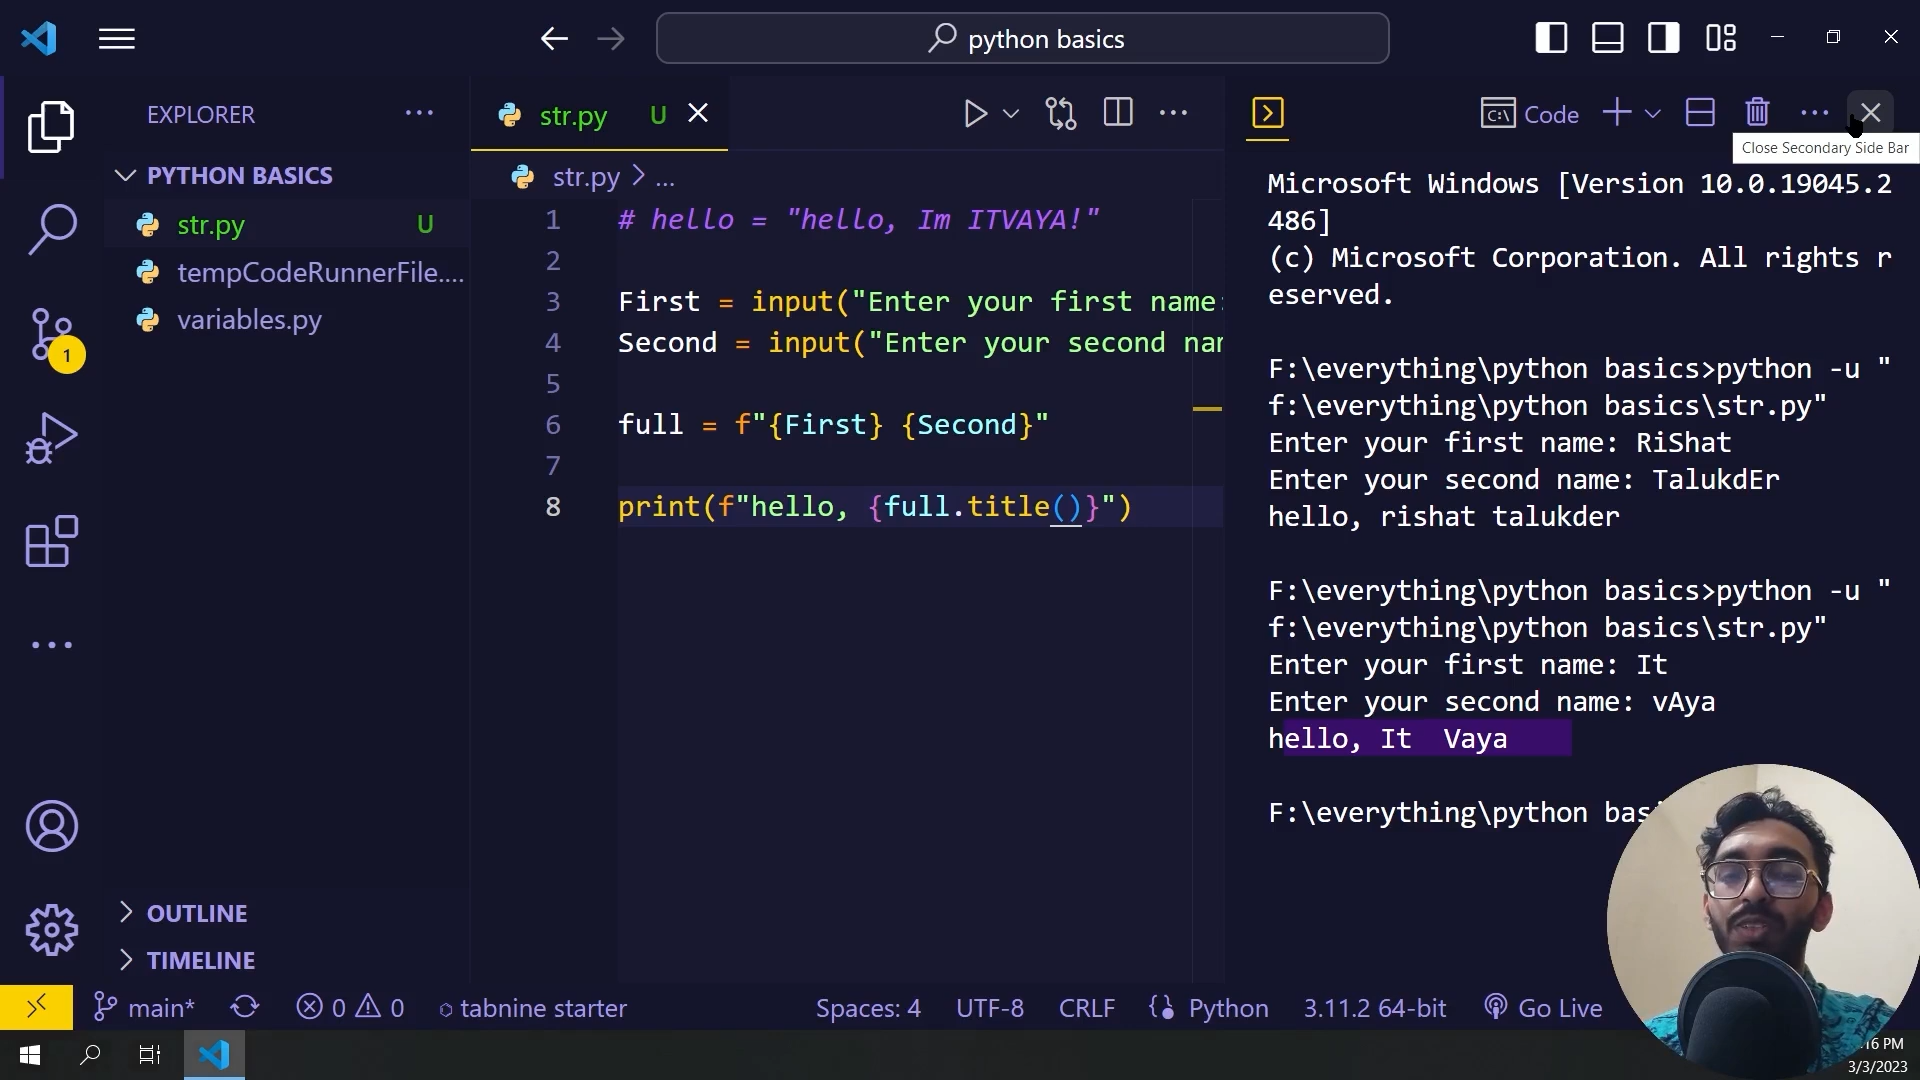 python basics
EXPLORER
str.py U
Code
Close Secondary Side Bar
PYTHON BASICS
str.py > ...
str.py U
tempCodeRunnerFile....
variables.py
1 # hello = "hello, Im ITVAYA!"
2
3 First = input("Enter your first name:
4 Second = input("Enter your second nam
5
6 full = f"{First} {Second}"
7
8 print(f"hello, {full.title()}")
Microsoft Windows [Version 10.0.19045.2
486]
(c) Microsoft Corporation. All rights r
eserved.
F:\everything\python basics>python -u "
f:\everything\python basics\str.py"
Enter your first name: RiShat
Enter your second name: TalukdEr
hello, rishat talukder
F:\everything\python basics>python -u "
f:\everything\python basics\str.py"
Enter your first name: It
Enter your second name: vAya
hello, It  Vaya
F:\everything\python bas
1
OUTLINE
TIMELINE
main* 0 0 tabnine starter Spaces: 4 UTF-8 CRLF Python 3.11.2 64-bit Go Live
:16 PM
3/3/2023